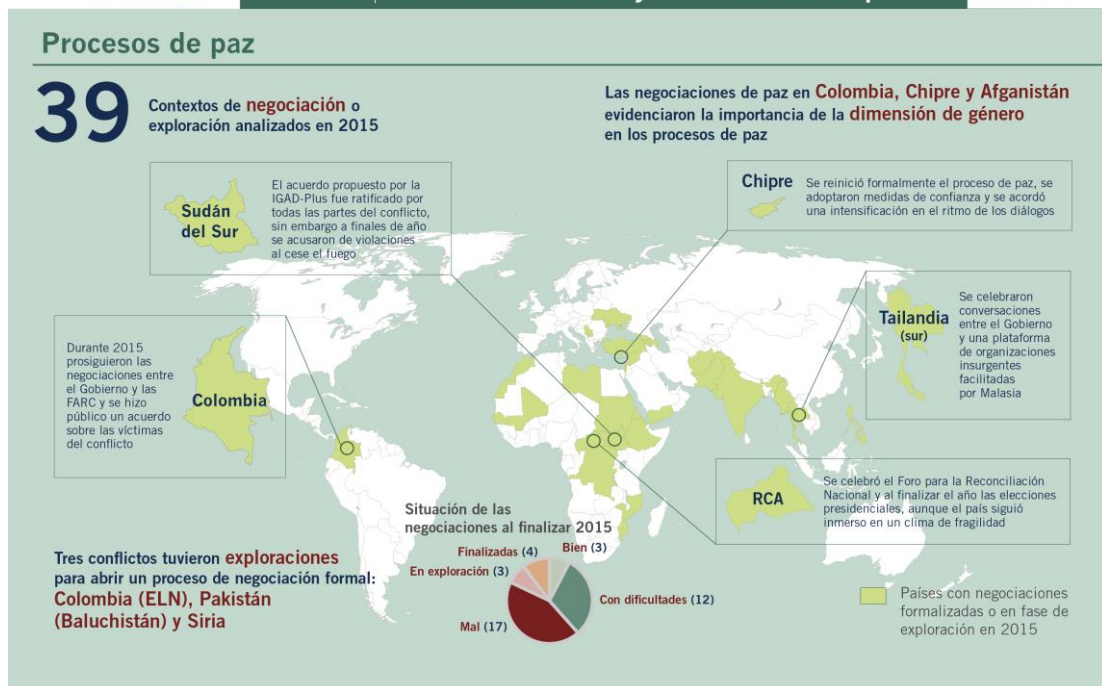 Procesos de paz
39
Contextos de negociación o
exploración analizados en 2015
Las negociaciones de paz en Colombia, Chipre y Afganistán
evidenciaron la importancia de la dimensión de género
en los procesos de paz
Sudán
del Sur
El acuerdo propuesto por la
IGAD-Plus fue ratificado por
todas las partes del conflicto,
sin embargo a finales de año
se acusaron de violaciones
al cese el fuego
Chipre
Se reinició formalmente el proceso de paz, se
adoptaron medidas de confianza y se acordó
una intensificación en el ritmo de los diálogos
Tailandia
(sur)
Se celebraron
conversaciones
entre el Gobierno
y una plataforma
de organizaciones
insurgentes
facilitadas
por Malasia
Durante 2015
prosiguieron las
negociaciones entre
el Gobierno y las
FARC y se hizo
público un acuerdo
sobre las víctimas
del conflicto
Colombia
RCA
Se celebró el Foro para la Reconciliación
Nacional y al finalizar el año las elecciones
presidenciales, aunque el país siguió
inmerso en un clima de fragilidad
Situación de las
negociaciones al finalizar 2015
Finalizadas (4)
Bien (3)
En exploración (3)
Con dificultades (12)
Mal (17)
Tres conflictos tuvieron exploraciones
para abrir un proceso de negociación formal:
Colombia (ELN), Pakistán
(Baluchistán) y Siria
Países con negociaciones
formalizadas o en fase de
exploración en 2015